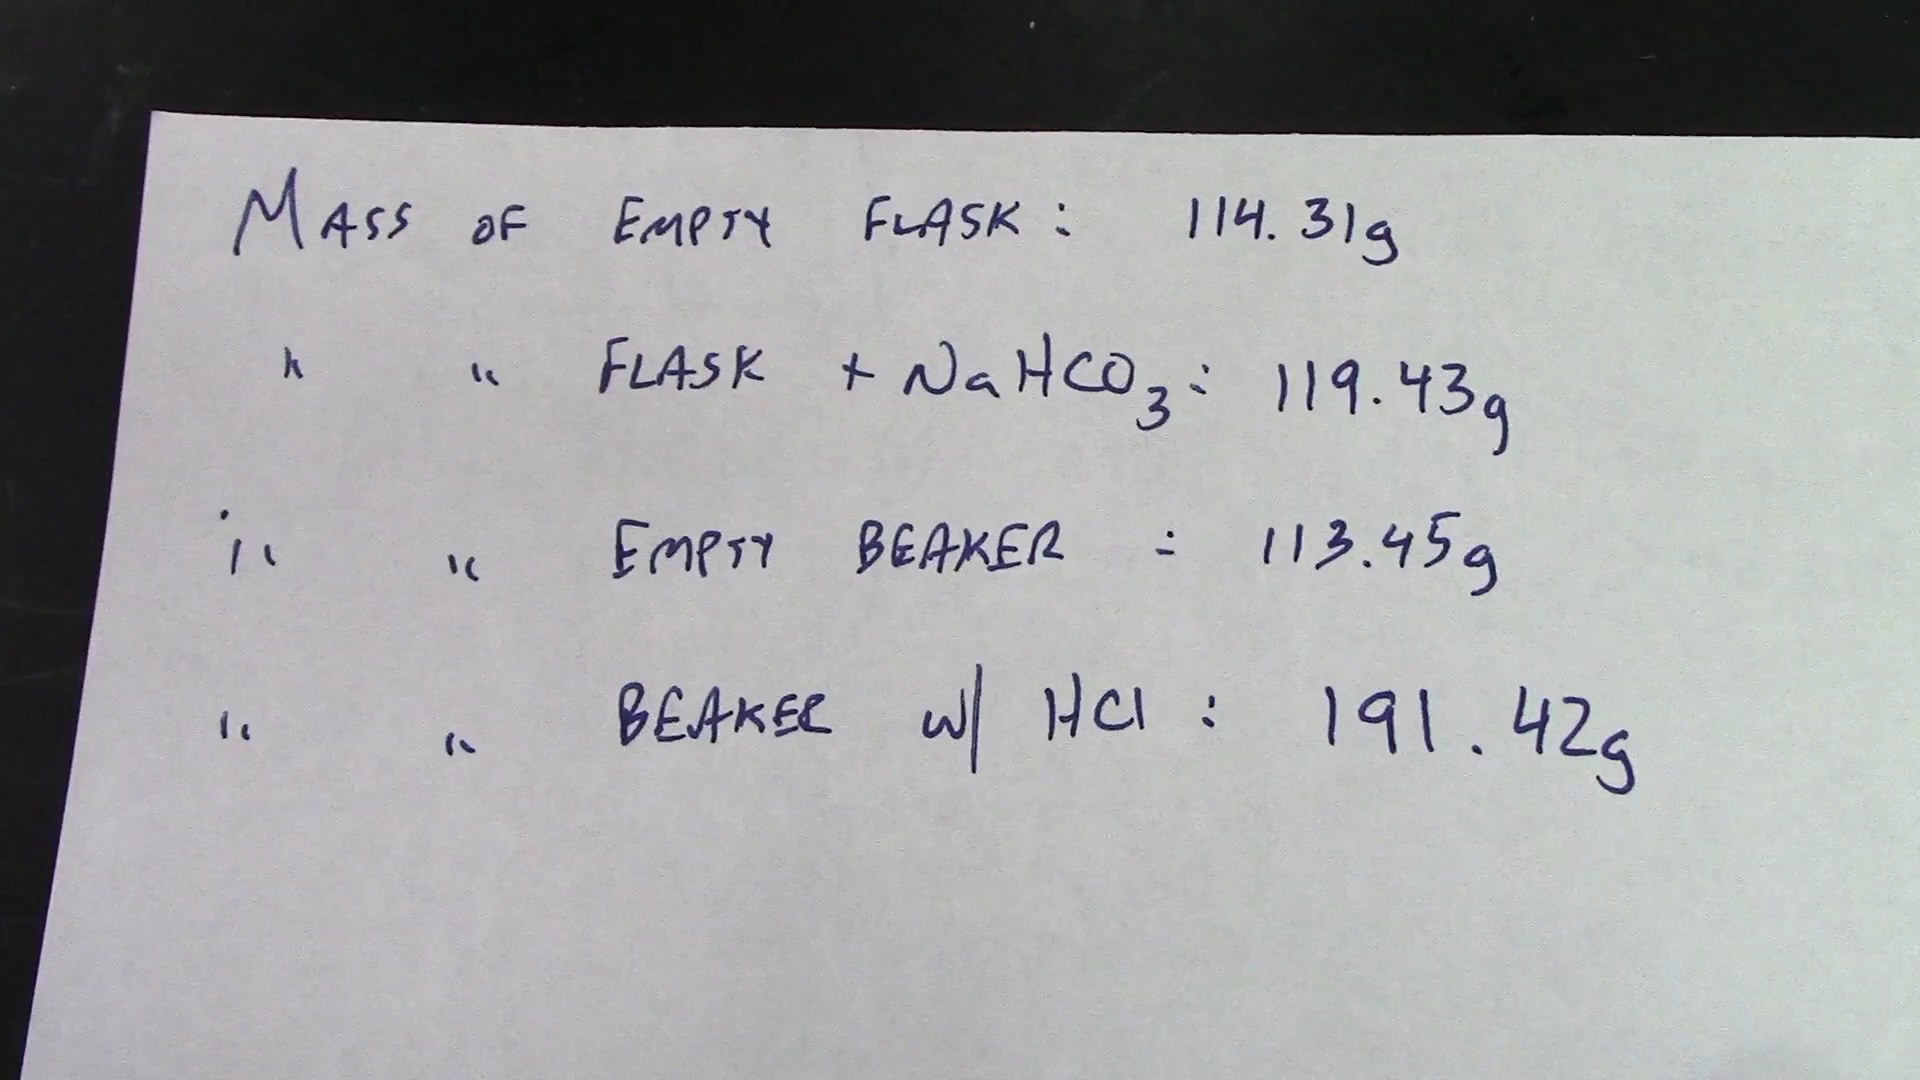 MASS OF EMPTY FLASK: 114.31g
" " FLASK + NaHCO₃: 119.43g
" " EMPTY BEAKER : 113.45g
" " BEAKER w/ HCl : 191.42g